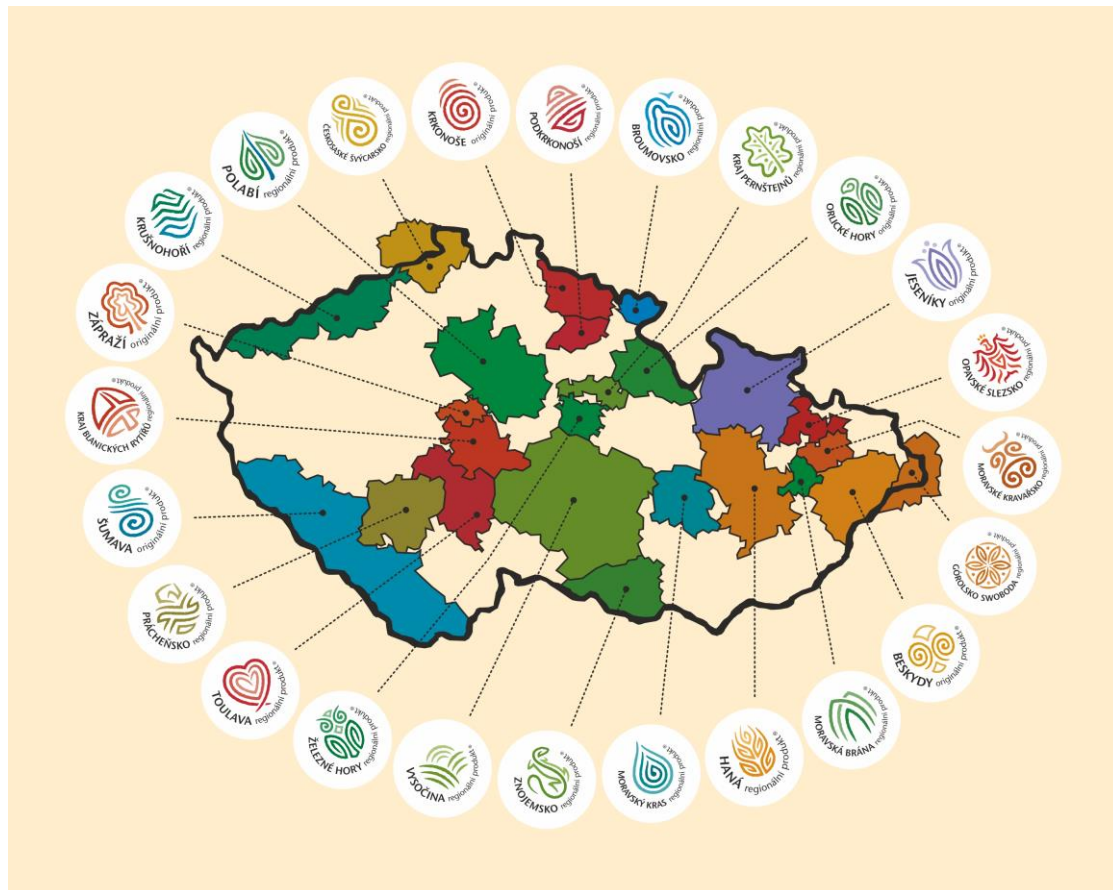 KRKONOŠE originální produkt®
PODKRKONOŠÍ regionální produkt®
BROUMOVSKO regionální produkt®
KRAJ PERNŠTEJNŮ regionální produkt®
ORLICKÉ HORY originální produkt®
JESENÍKY originální produkt®
OPAVSKÉ SLEZSKO regionální produkt®
MORAVSKÉ KRAVAŘSKO regionální produkt®
GÓROLSKO SWOBODA regionální produkt®
BESKYDY originální produkt®
MORAVSKÁ BRÁNA regionální produkt®
HANÁ regionální produkt®
MORAVSKÝ KRAS regionální produkt®
ZNOJEMSKO regionální produkt®
VYSOČINA regionální produkt®
ŽELEZNÉ HORY regionální produkt®
TOULAVA regionální produkt®
PRÁCHEŇSKO regionální produkt®
ŠUMAVA originální produkt®
KRAJ BLANICKÝCH RYTÍŘŮ regionální produkt®
ZÁPRAŽÍ originální produkt®
KRUŠNOHOŘÍ regionální produkt®
POLABÍ regionální produkt®
ČESKOSASKÉ ŠVÝCARSKO regionální produkt®